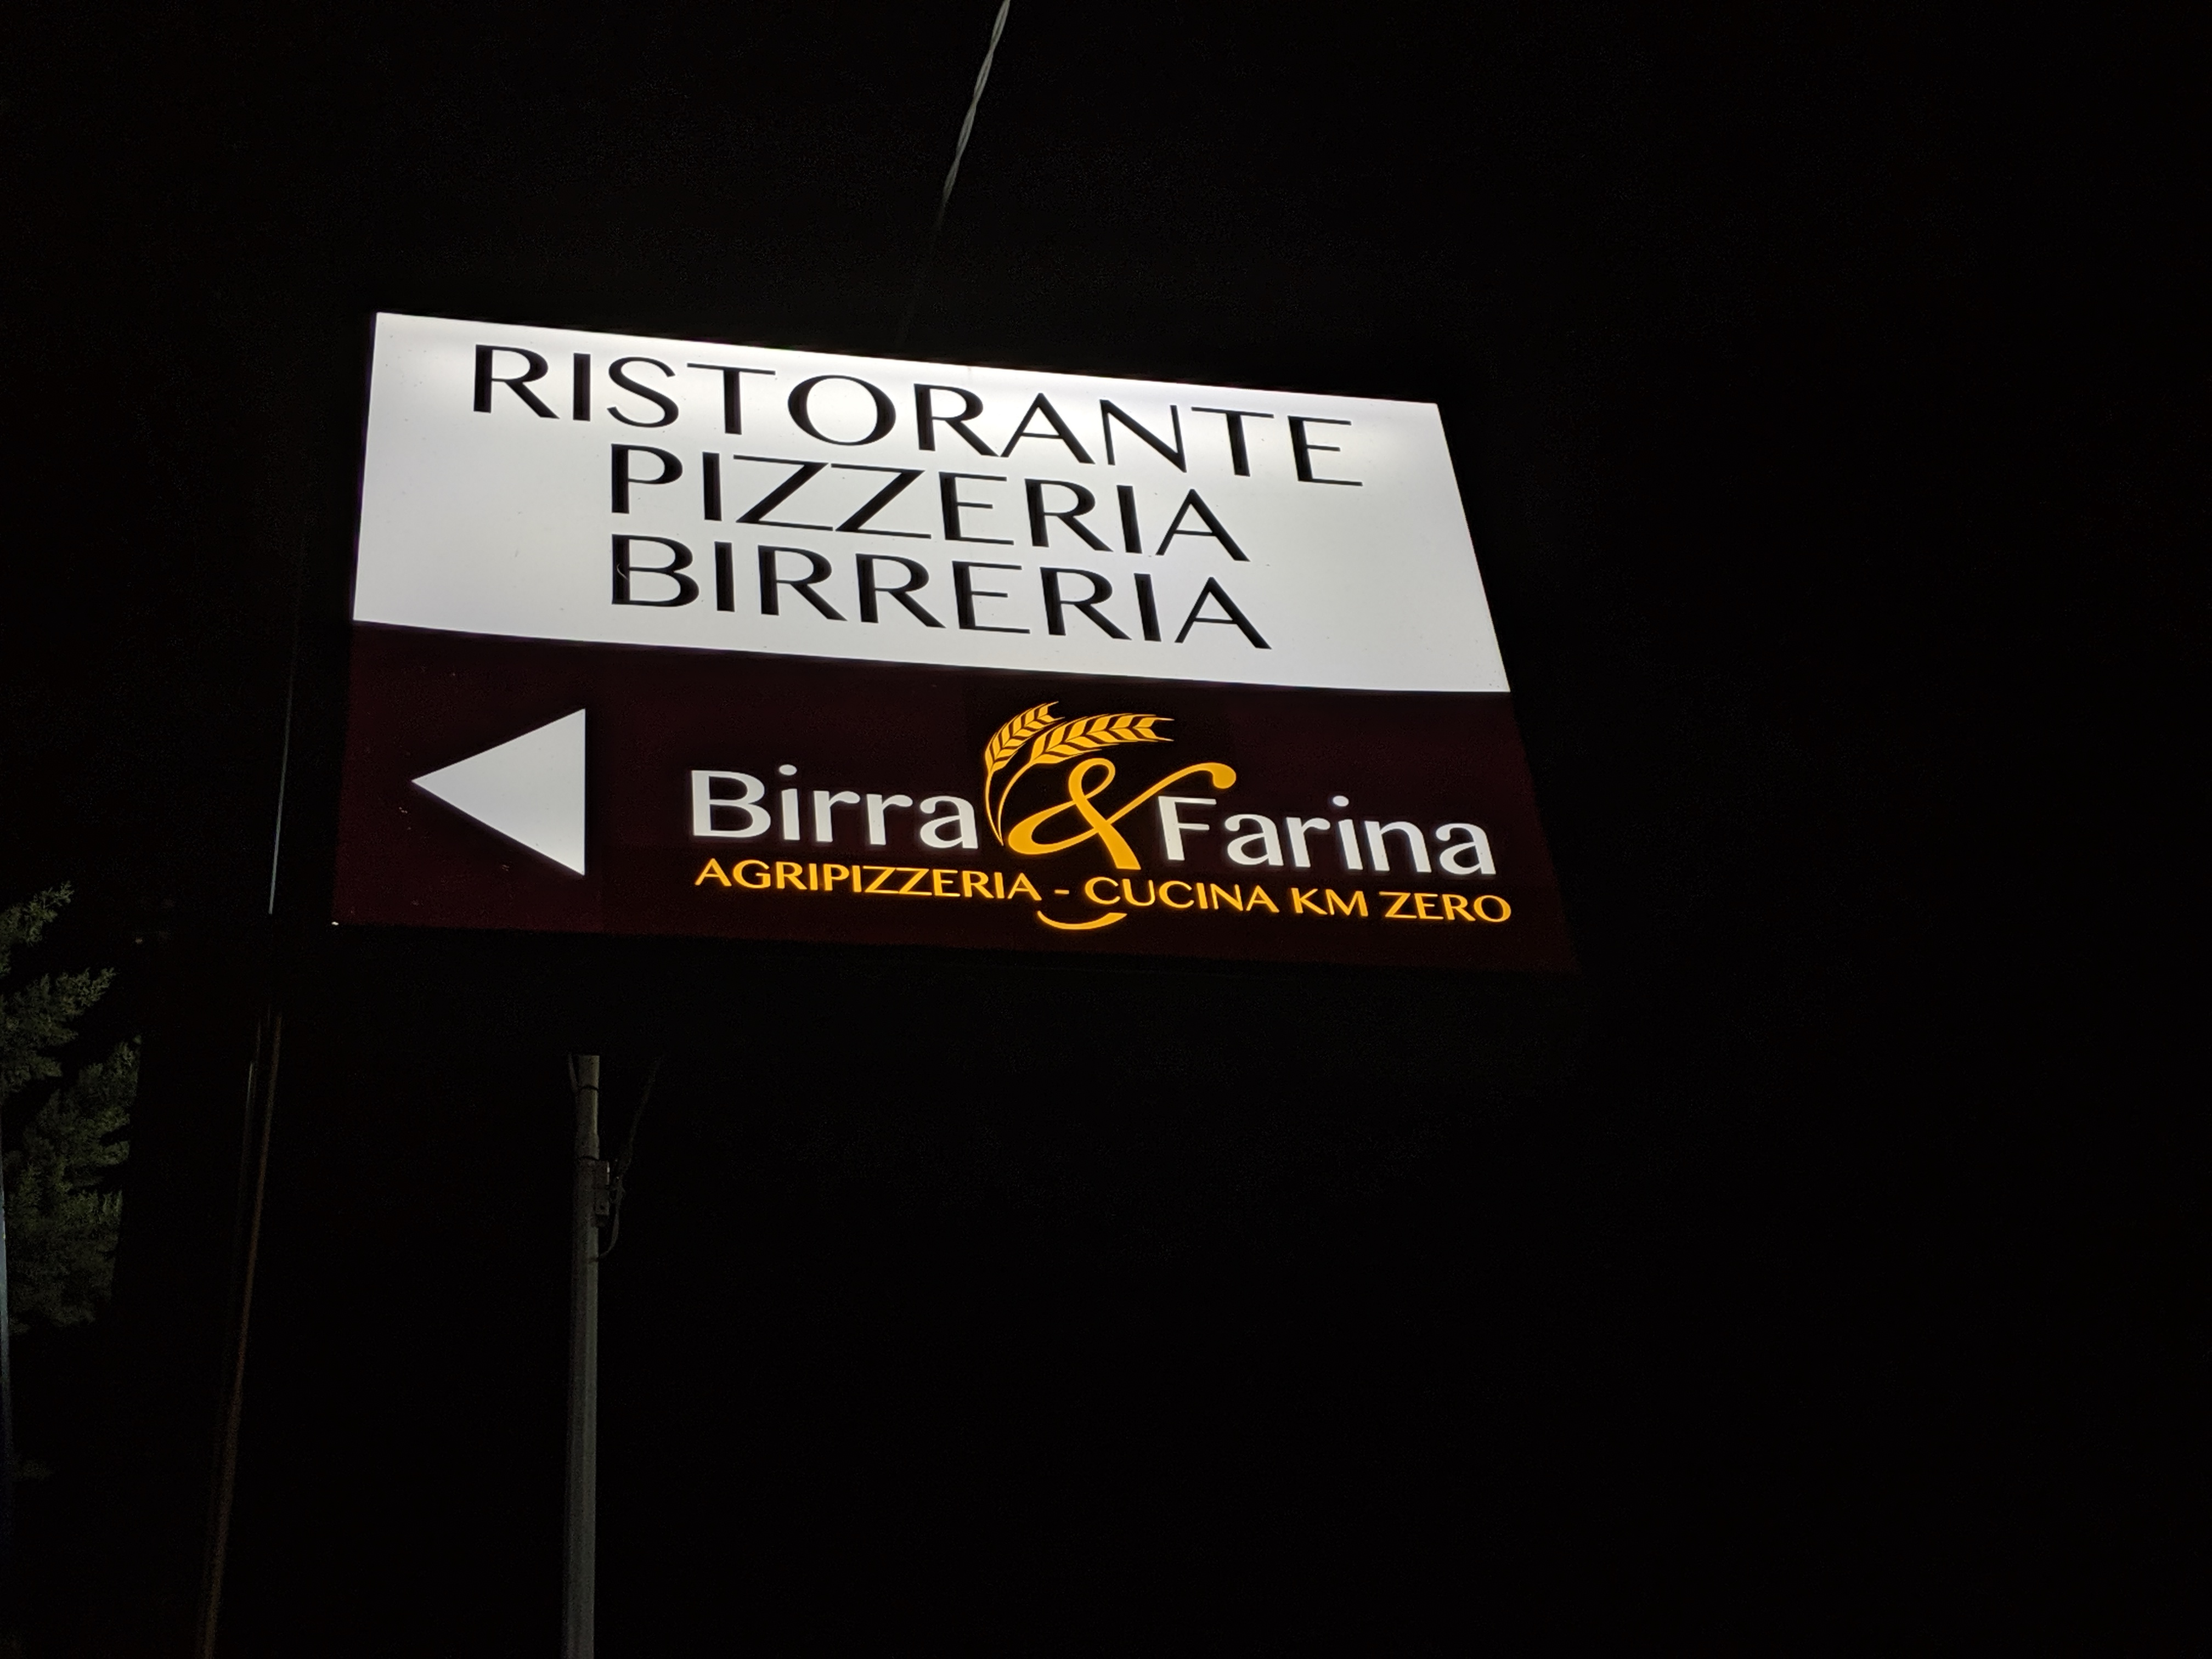 RISTORANTE
PIZZERIA
BIRRERIA
Birra & Farina
AGRIPIZZERIA - CUCINA KM ZERO